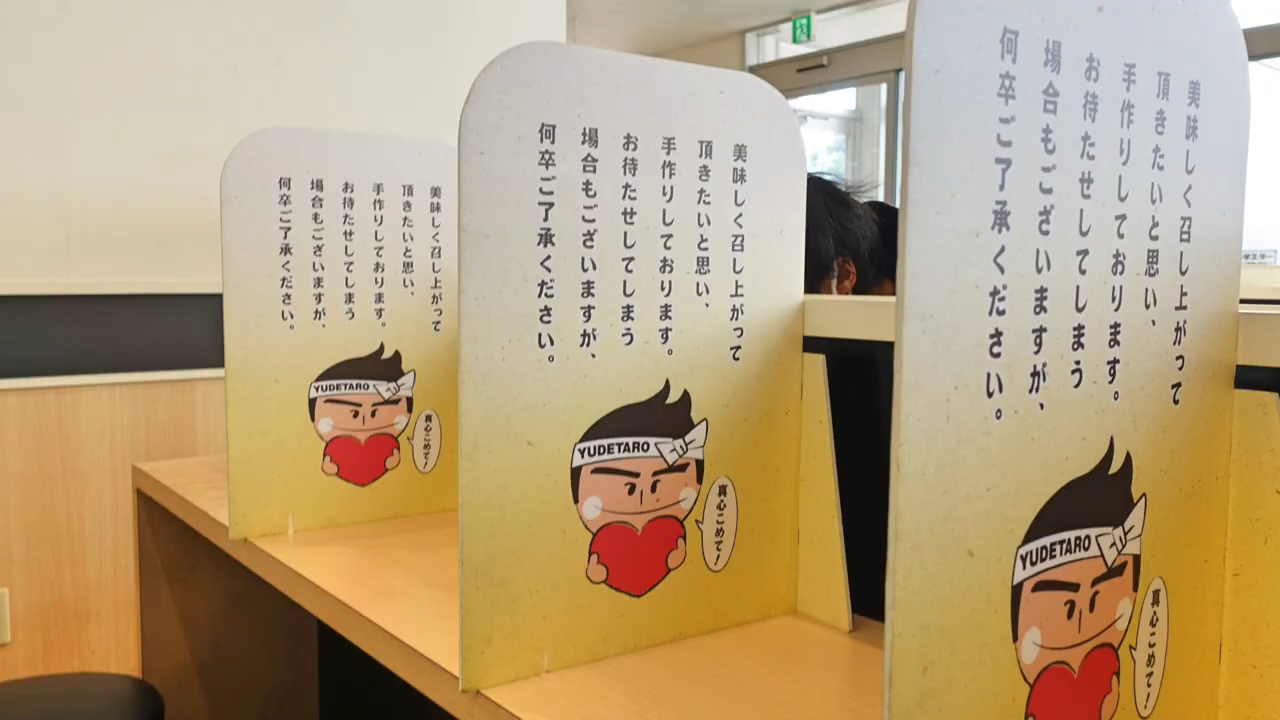 美味しく召し上がって
頂きたいと思い、
手作りしております。
お待たせしてしまう
場合もございますが、
何卒ご了承ください。
YUDETARO
真心こめて!
美味しく召し上がって
頂きたいと思い、
手作りしております。
お待たせしてしまう
場合もございますが、
何卒ご了承ください。
YUDETARO
真心こめて!
美味しく召し上がって
頂きたいと思い、
手作りしております。
お待たせしてしまう
場合もございますが、
何卒ご了承ください。
YUDETARO
真心こめて!